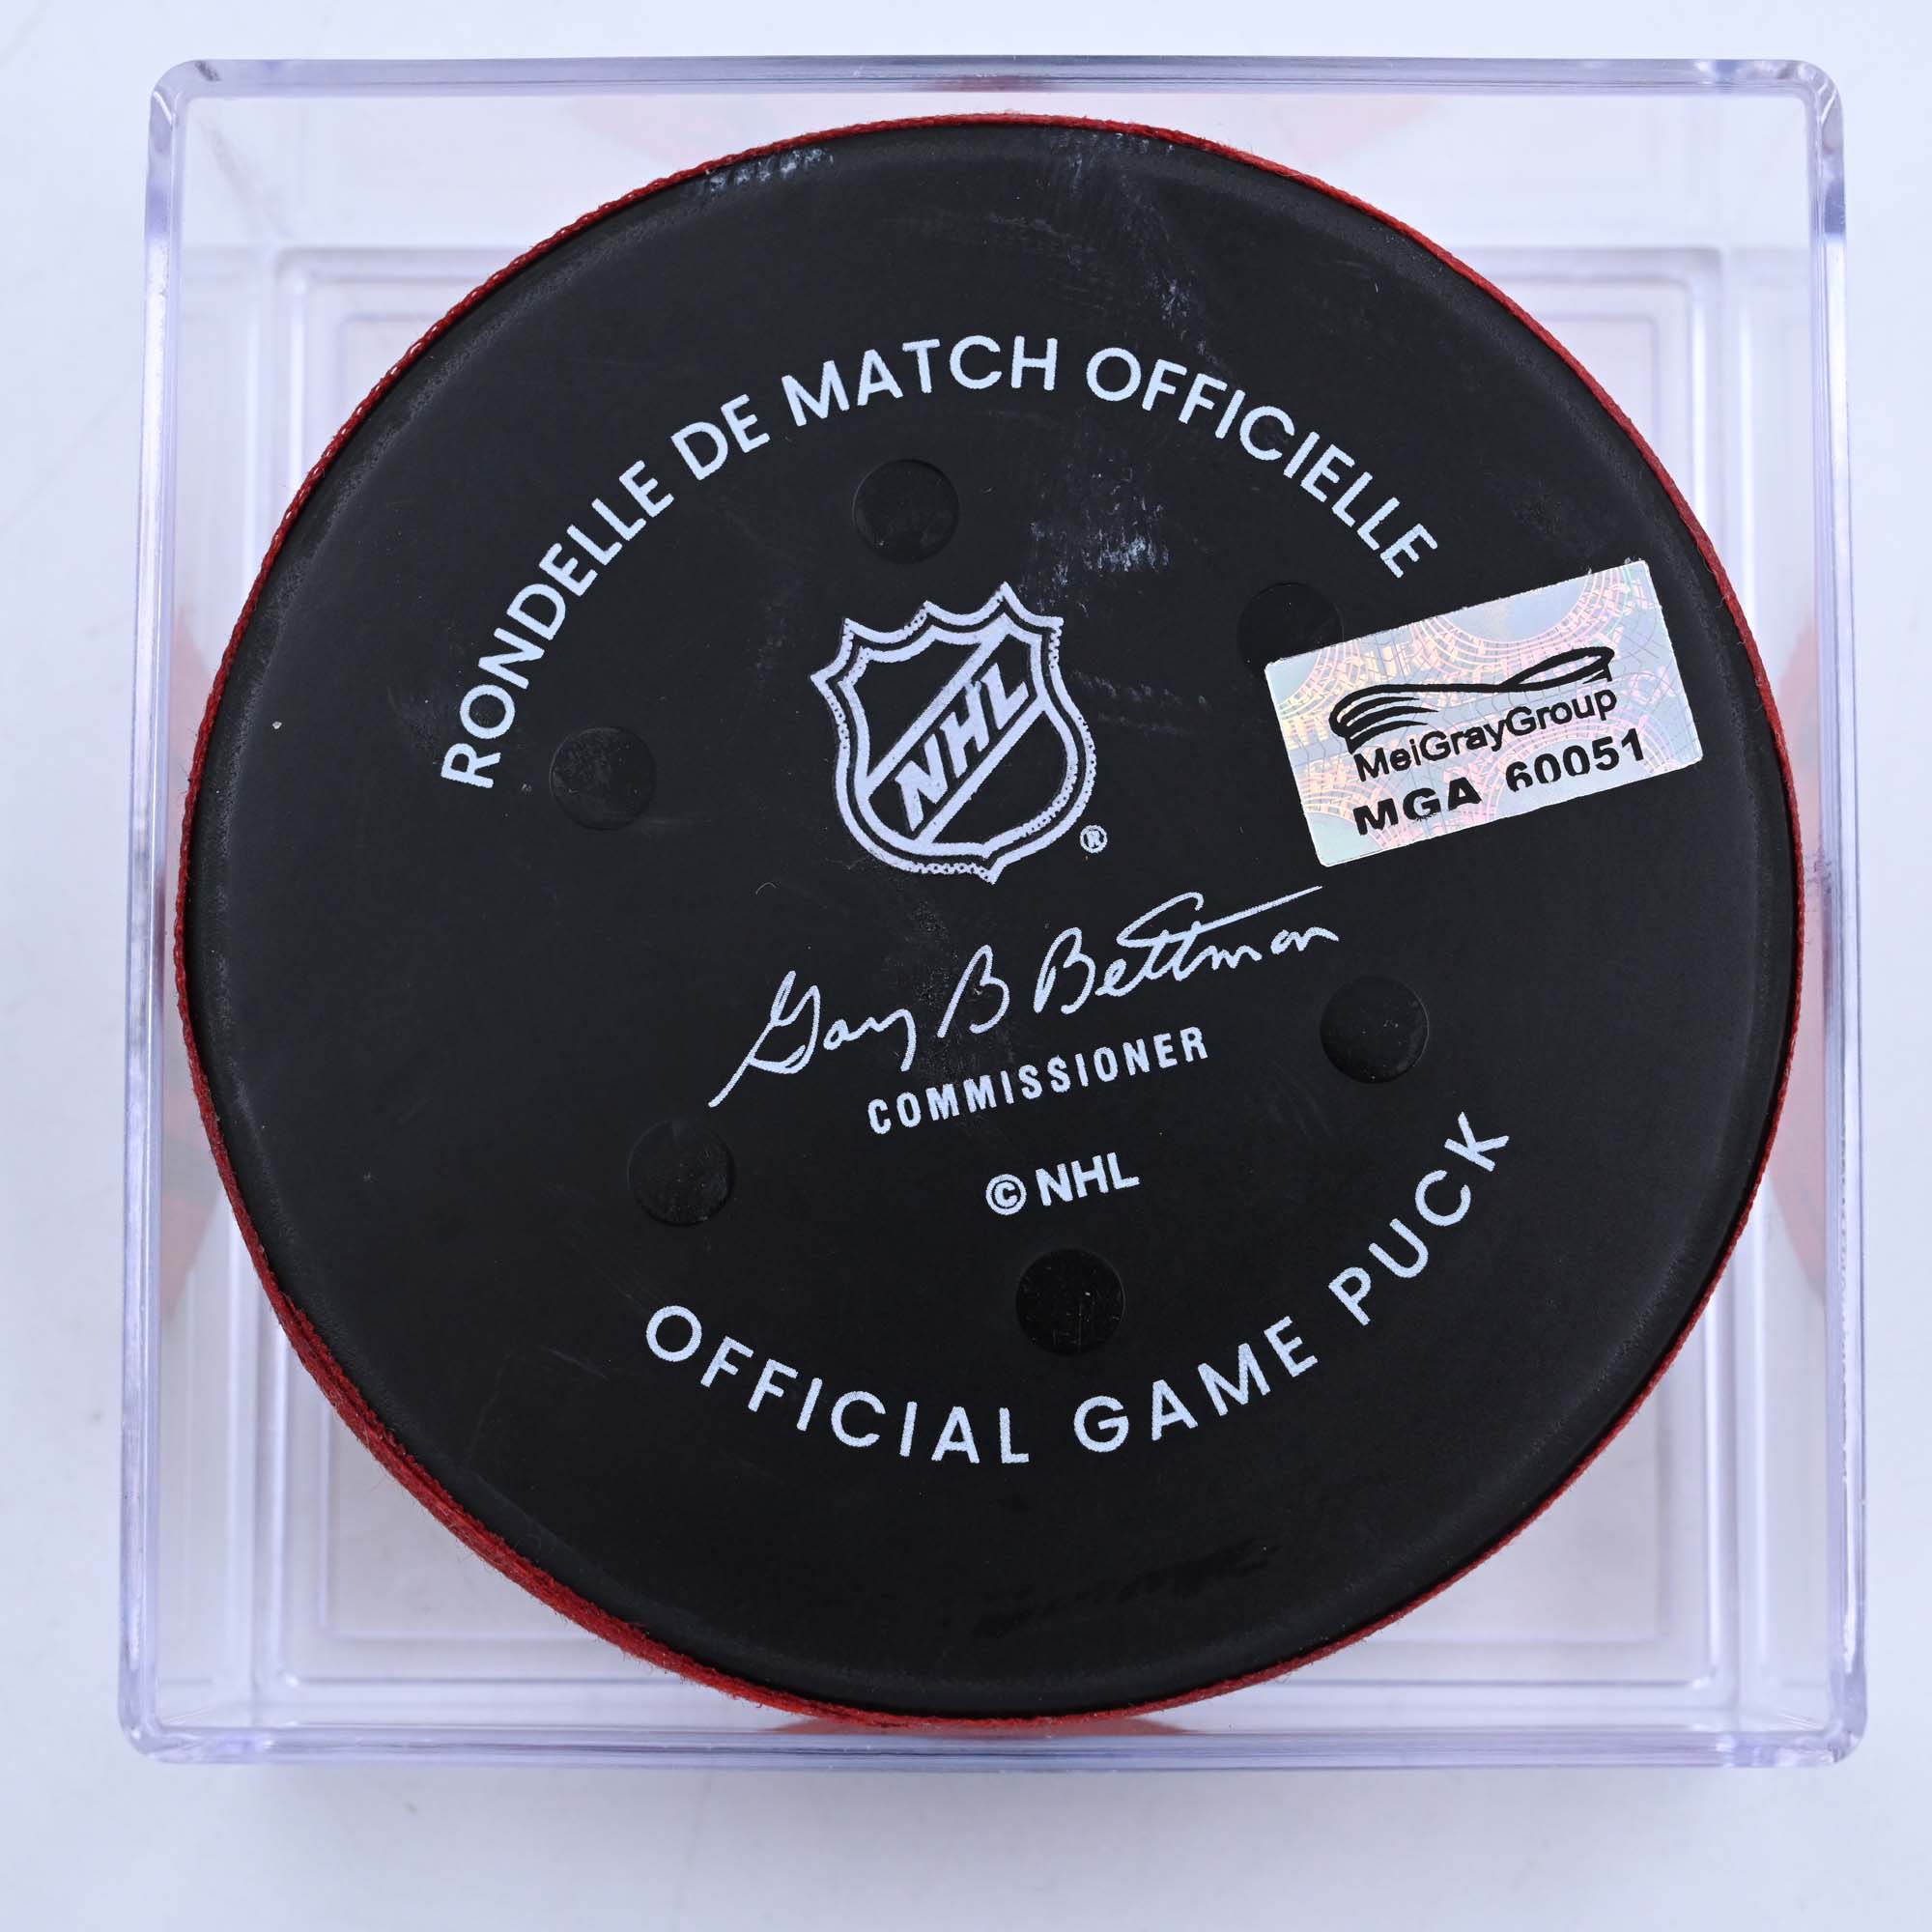 RONDELLE DE MATCH OFFICIELLE
NHL
®
MeiGrayGroup
MGA 60051
Gary B Bettman
COMMISSIONER
© NHL
OFFICIAL GAME PUCK